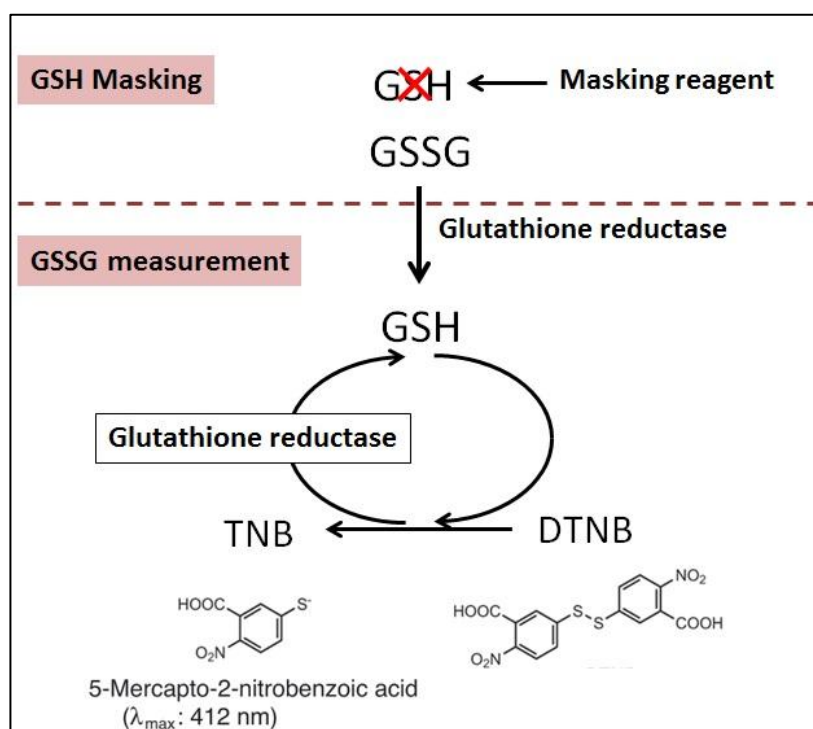 GSH Masking
GSH
Masking reagent
GSSG
Glutathione reductase
GSSG measurement
GSH
Glutathione reductase
TNB
DTNB
HOOC
S-
O₂N
HOOC
S
S
NO₂
COOH
O₂N
5-Mercapto-2-nitrobenzoic acid
(λmax: 412 nm)